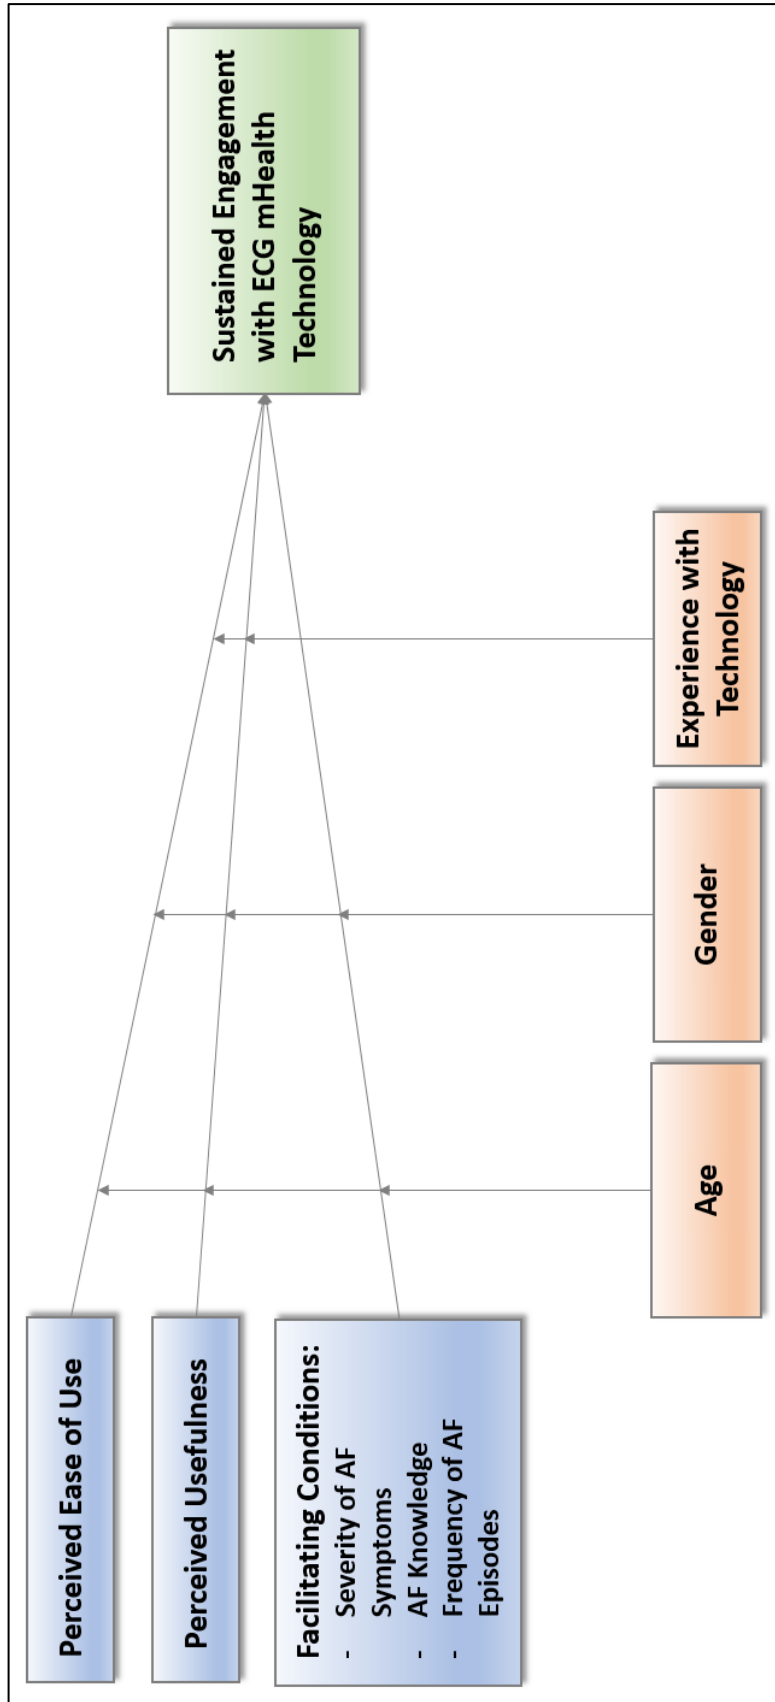 Perceived Ease of Use
Perceived Usefulness
Facilitating Conditions:
- Severity of AF
Symptoms
- AF Knowledge
- Frequency of AF
Episodes
Sustained Engagement
with ECG mHealth
Technology
Age
Gender
Experience with
Technology